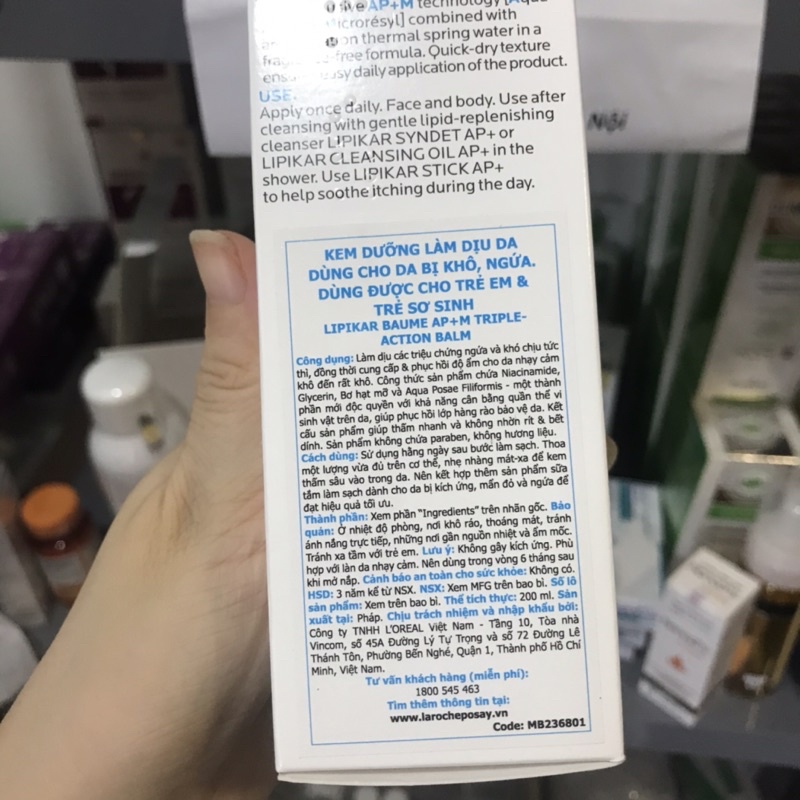 AP+M technology [Aqua
combined with
thermal spring water in a
free formula. Quick-dry texture
daily application of the product.
USE
Apply once daily. Face and body. Use after
cleansing with gentle lipid-replenishing
cleanser LIPIKAR SYNDET AP+ or
LIPIKAR CLEANSING OIL AP+ in the
shower. Use LIPIKAR STICK AP+
to help soothe itching during the day.
Nội
KEM DƯỠNG LÀM DỊU DA
DÙNG CHO DA BỊ KHÔ, NGỨA.
DÙNG ĐƯỢC CHO TRẺ EM &
TRẺ SƠ SINH
LIPIKAR BAUME AP+M TRIPLE-
ACTION BALM
Công dụng: Làm dịu các triệu chứng ngứa và khó chịu tức
thì, đồng thời cung cấp & phục hồi độ ẩm cho da nhạy cảm
khô đến rất khô. Công thức sản phẩm chứa Niacinamide,
Glycerin, Bơ hạt mỡ và Aqua Posae Filiformis - một thành
phần mới độc quyền với khả năng cân bằng quần thể vi
sinh vật trên da, giúp phục hồi lớp hàng rào bảo vệ da. Kết
cấu sản phẩm giúp thấm nhanh và không nhờn rít & bết
dính. Sản phẩm không chứa paraben, không hương liệu.
Cách dùng: Sử dụng hằng ngày sau bước làm sạch. Thoa
một lượng vừa đủ trên cơ thể, nhẹ nhàng mát-xa để kem
thấm sâu vào trong da. Nên kết hợp thêm sản phẩm sữa
tắm làm sạch dành cho da bị kích ứng, mẩn đỏ và ngứa để
đạt hiệu quả tối ưu.
Thành phần: Xem phần "Ingredients" trên nhãn gốc. Bảo
quản: Ở nhiệt độ phòng, nơi khô ráo, thoáng mát, tránh
ánh nắng trực tiếp, những nơi gần nguồn nhiệt và ẩm mốc.
Tránh xa tầm với trẻ em. Lưu ý: Không gây kích ứng. Phù
hợp với làn da nhạy cảm. Nên dùng trong vòng 6 tháng sau
khi mở nắp. Cảnh báo an toàn cho sức khỏe: Không có.
HSD: 3 năm kể từ NSX. NSX: Xem MFG trên bao bì. Số lô
sản phẩm: Xem trên bao bì. Thể tích thực: 200 ml. Sản
xuất tại: Pháp. Chịu trách nhiệm và nhập khẩu bởi:
Công ty TNHH L'OREAL Việt Nam - Tầng 10, Tòa nhà
Vincom, số 45A Đường Lý Tự Trọng và số 72 Đường Lê
Thánh Tôn, Phường Bến Nghé, Quận 1, Thành phố Hồ Chí
Minh, Việt Nam.
Tư vấn khách hàng (miễn phí):
1800 545 463
Tìm thêm thông tin tại:
www.larocheposay.vn
Code: MB236801